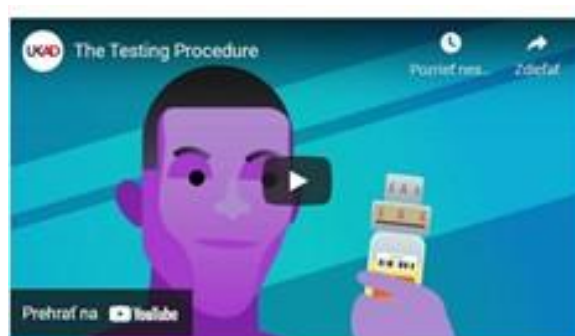 UKAD The Testing Procedure
Pozrieť nes... Zdieľať
Prehrať na YouTube